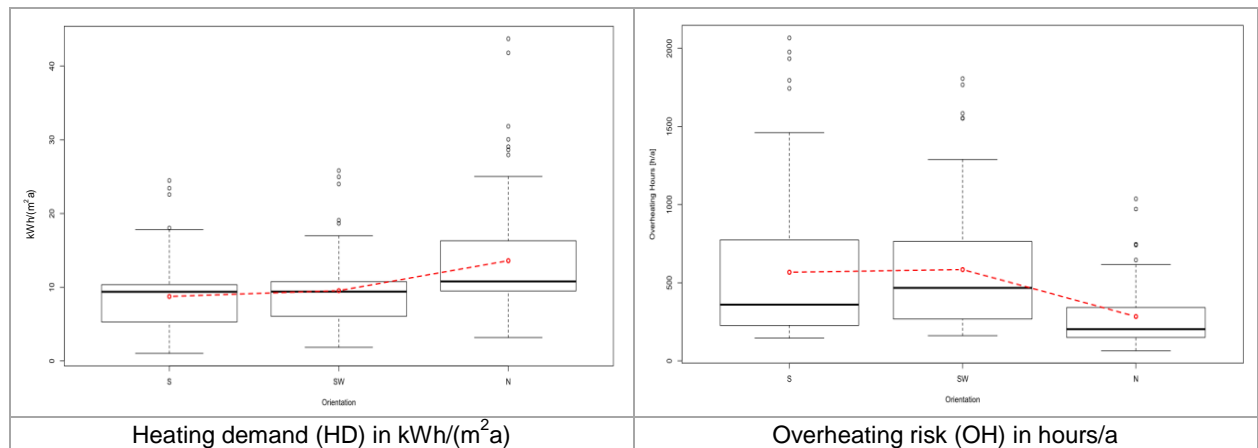 40
30
20
10
0
kWh/(m²a)
S SW N
Orientation
2000
1500
1000
500
0
Overheating Hours [h/a]
S SW N
Orientation
Heating demand (HD) in kWh/(m²a)
Overheating risk (OH) in hours/a